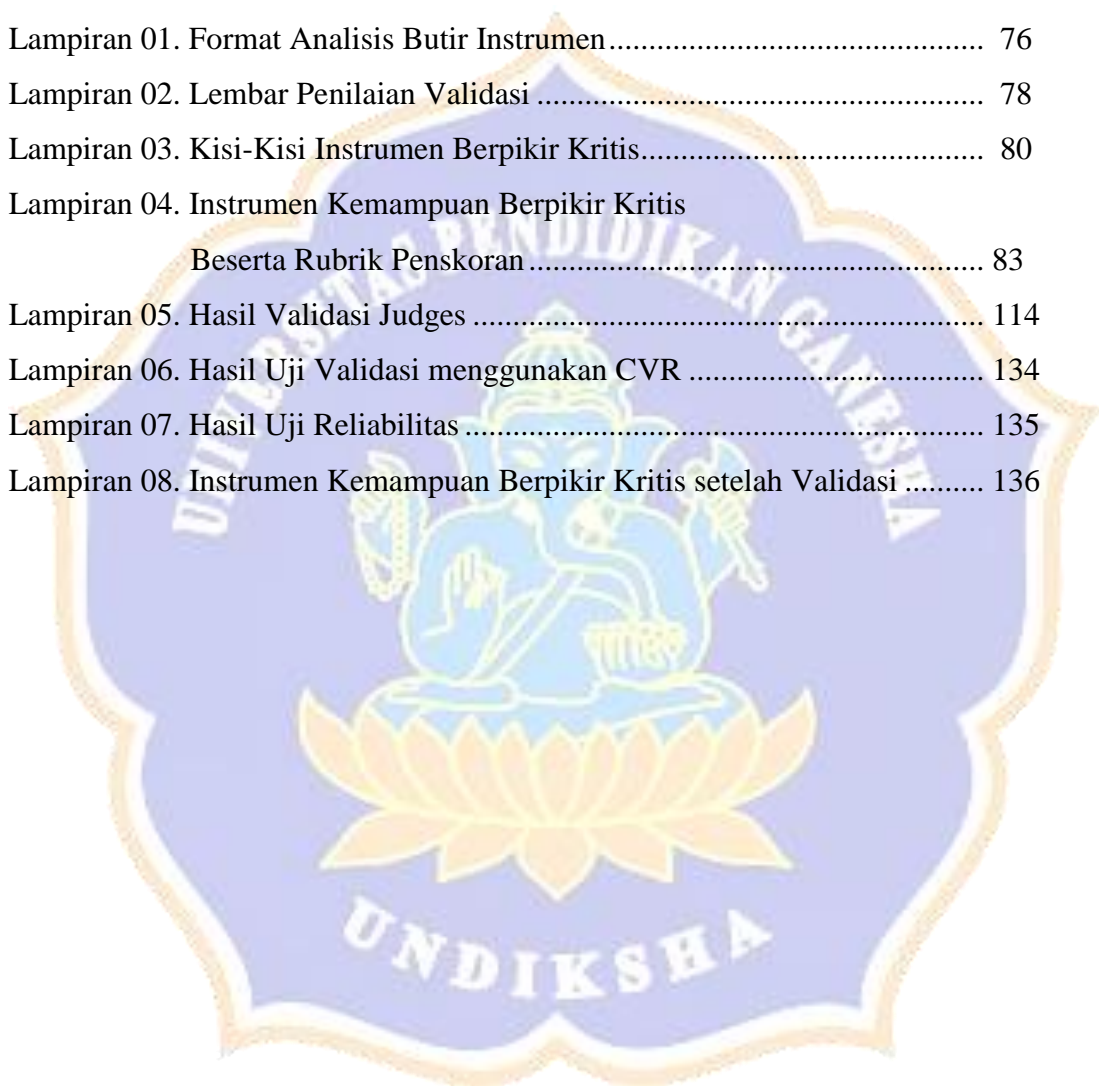 Lampiran 01. Format Analisis Butir Instrumen............................................... 76
Lampiran 02. Lembar Penilaian Validasi ........................................................ 78
Lampiran 03. Kisi-Kisi Instrumen Berpikir Kritis........................................... 80
Lampiran 04. Instrumen Kemampuan Berpikir Kritis
Beserta Rubrik Penskoran ......................................................... 83
Lampiran 05. Hasil Validasi Judges ................................................................ 114
Lampiran 06. Hasil Uji Validasi menggunakan CVR ..................................... 134
Lampiran 07. Hasil Uji Reliabilitas ................................................................. 135
Lampiran 08. Instrumen Kemampuan Berpikir Kritis setelah Validasi .......... 136
UNIVERSITAS PENDIDIKAN GANESHA
UNDIKSHA